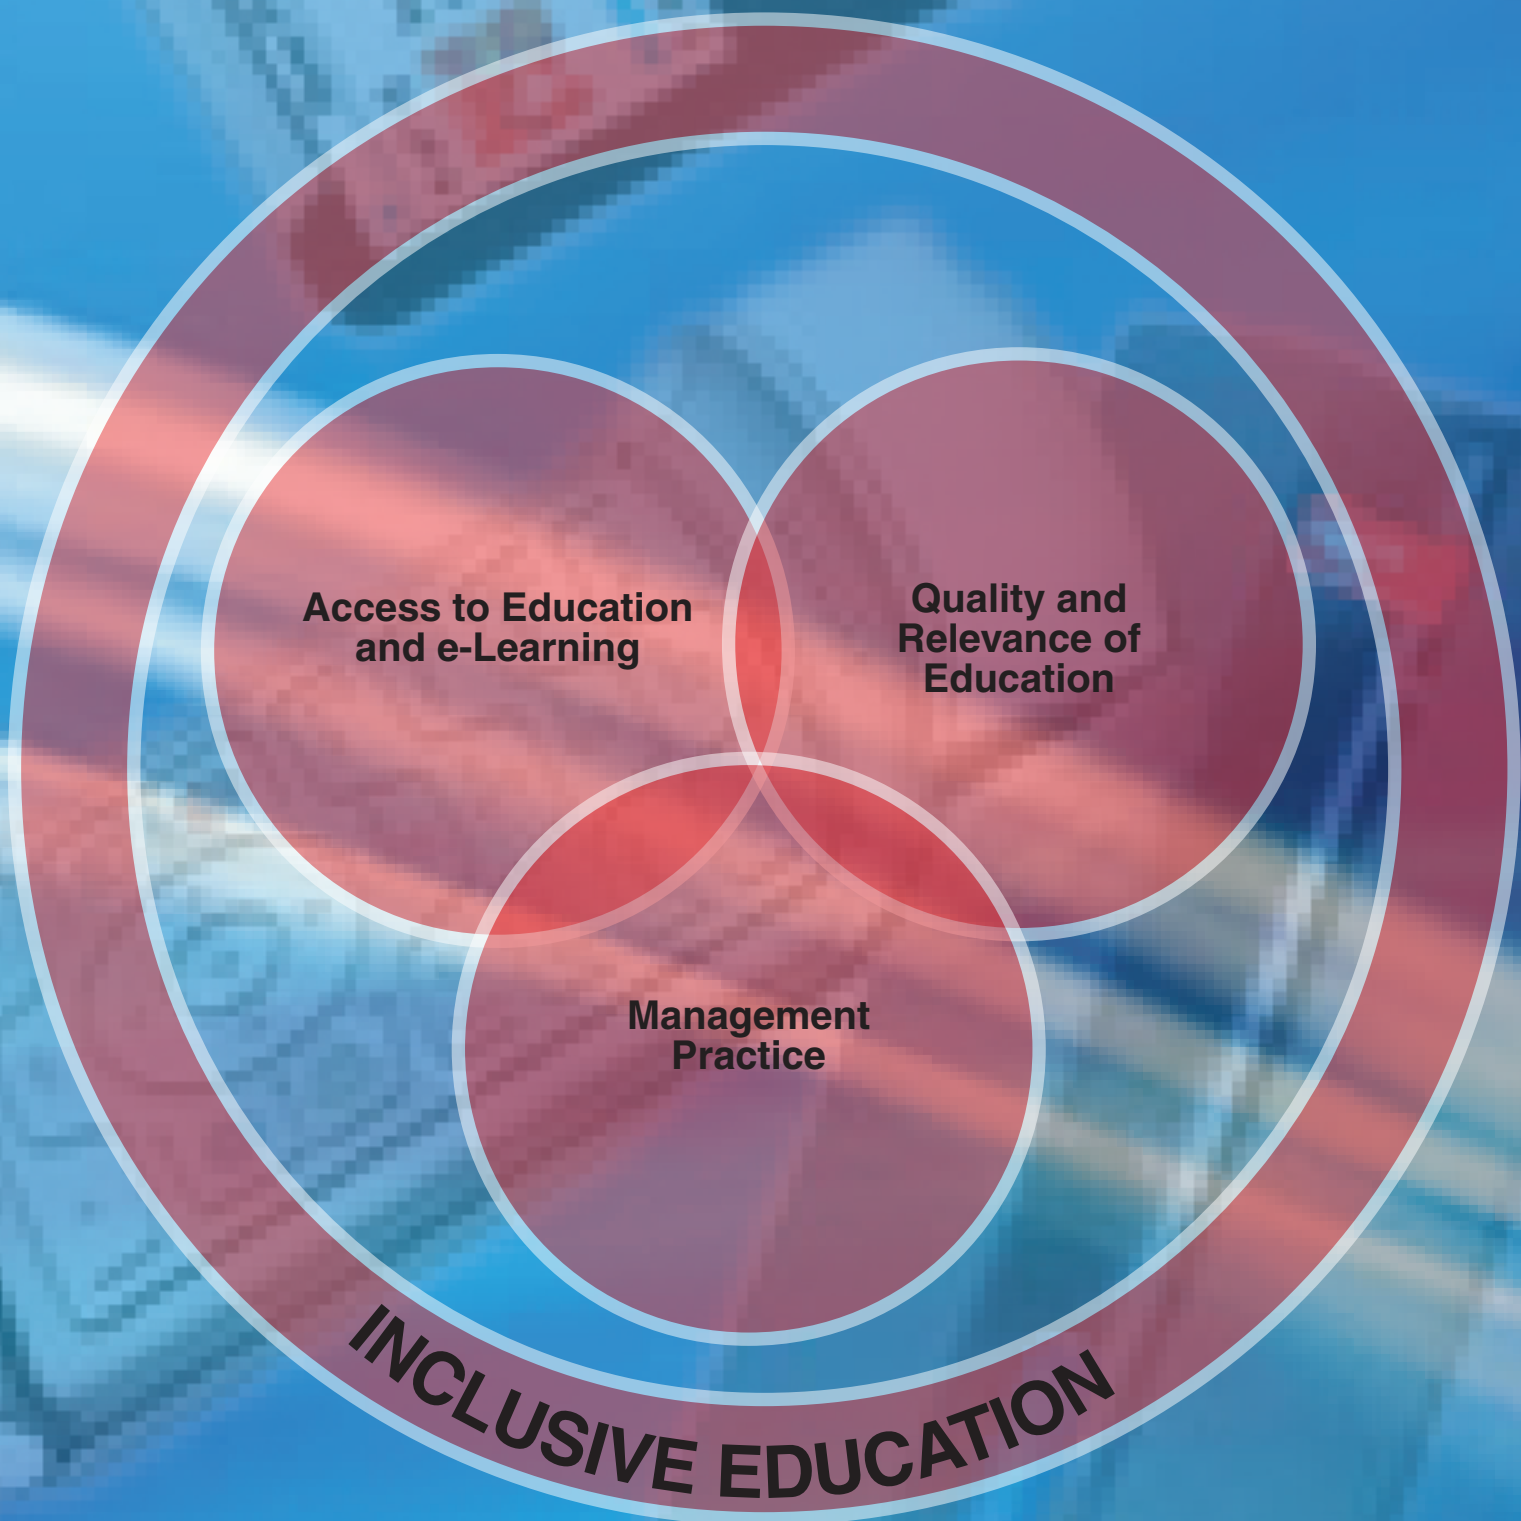 Access to Education
and e-Learning
Quality and
Relevance of
Education
Management
Practice
INCLUSIVE EDUCATION